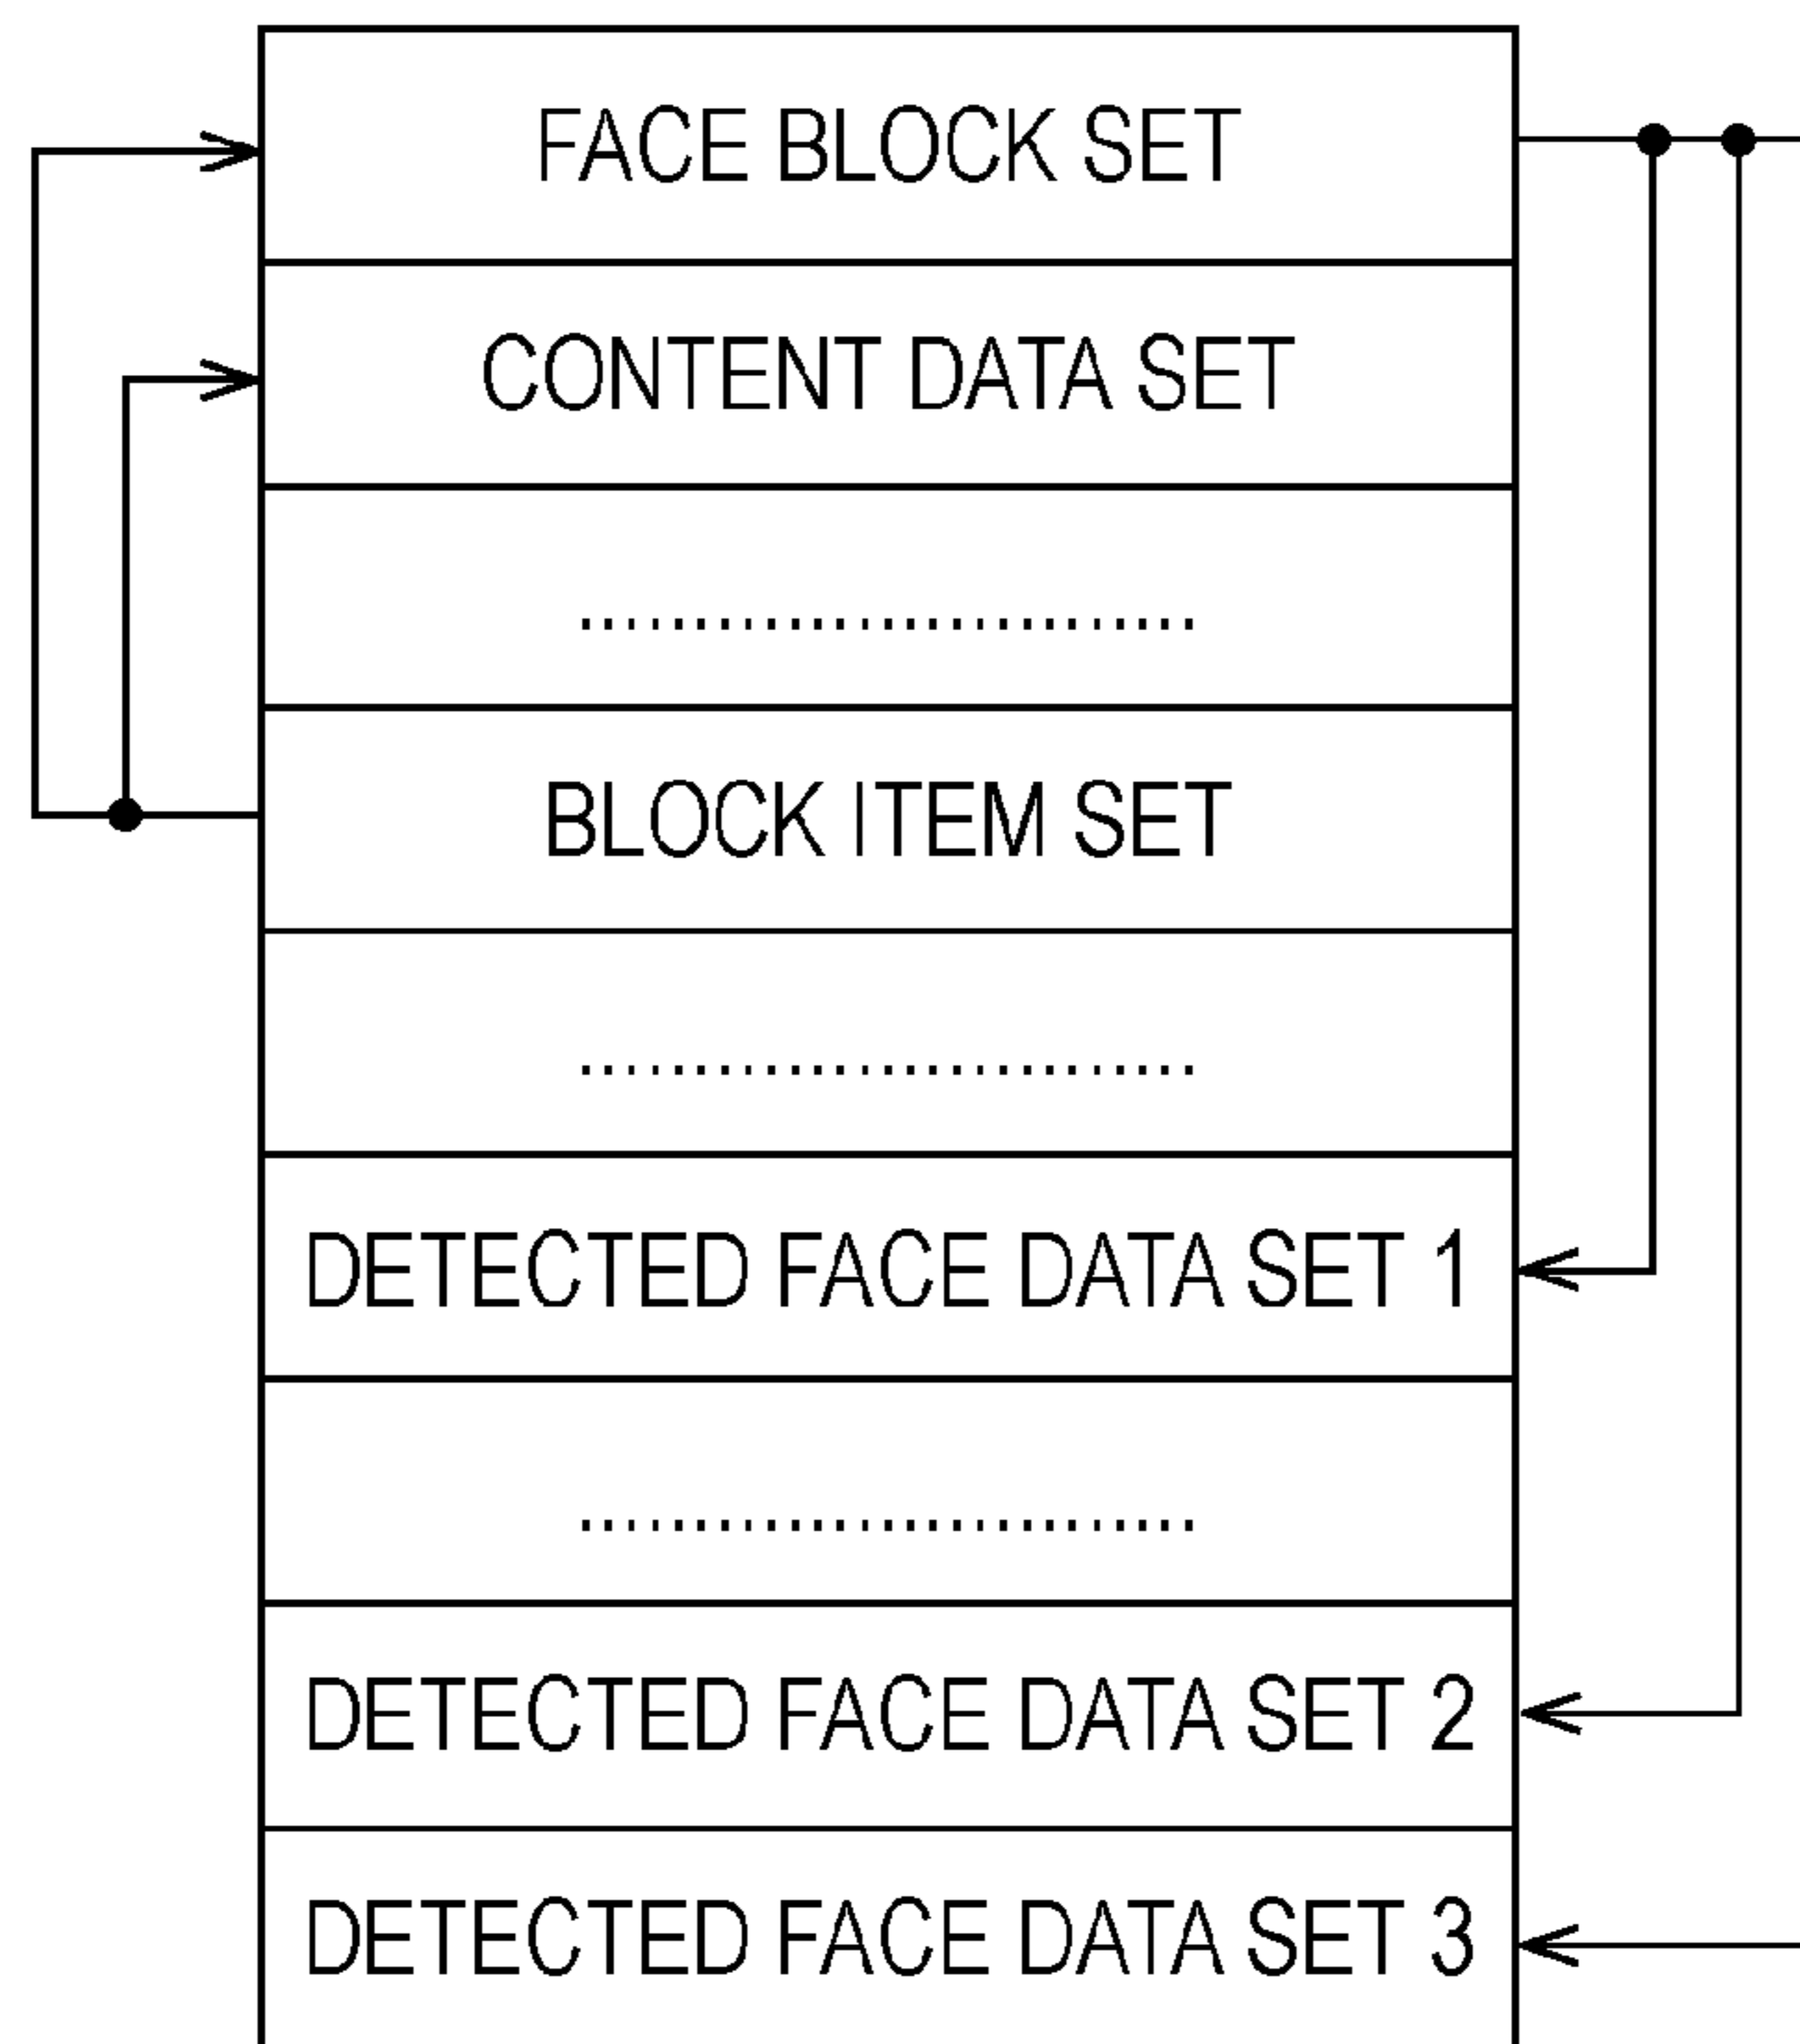 FACE BLOCK SET
CONTENT DATA SET
...........................
BLOCK ITEM SET
...........................
DETECTED FACE DATA SET 1
...........................
DETECTED FACE DATA SET 2
DETECTED FACE DATA SET 3